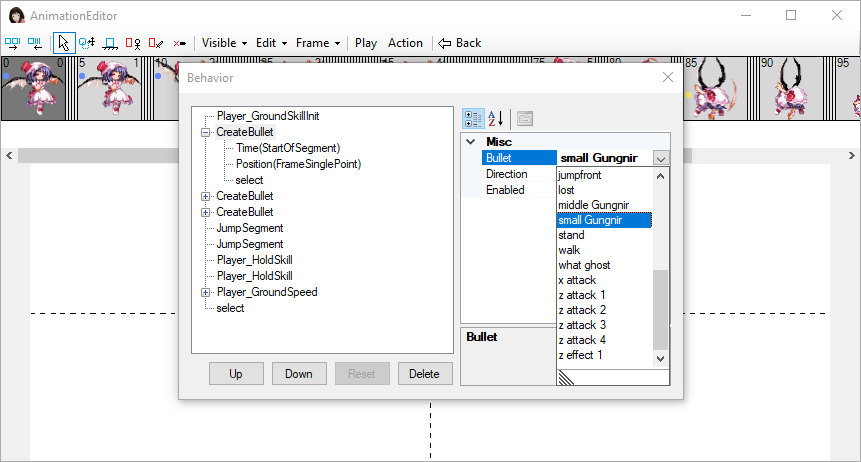 AnimationEditor
Visible Edit Frame Play Action Back
0 0 5 1 10 85 90 95
Behavior
Player_GroundSkillInit
CreateBullet
Time(StartOfSegment)
Position(FrameSinglePoint)
select
CreateBullet
CreateBullet
JumpSegment
JumpSegment
Player_HoldSkill
Player_HoldSkill
Player_GroundSpeed
select
Up Down Reset Delete
Misc
Bullet small Gungnir
Direction
Enabled
jumpfront
lost
middle Gungnir
small Gungnir
stand
walk
what ghost
x attack
z attack 1
z attack 2
z attack 3
z attack 4
z effect 1
Bullet